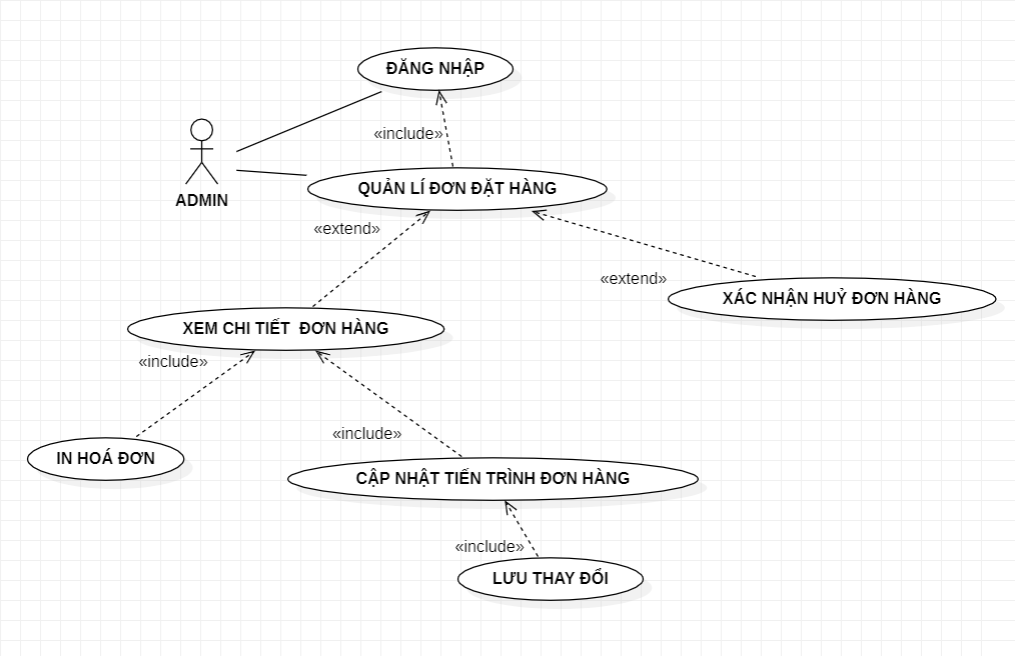 ĐĂNG NHẬP
«include»
ADMIN
QUẢN LÍ ĐƠN ĐẶT HÀNG
«extend»
«extend»
XÁC NHẬN HUỶ ĐƠN HÀNG
XEM CHI TIẾT  ĐƠN HÀNG
«include»
«include»
IN HOÁ ĐƠN
CẬP NHẬT TIẾN TRÌNH ĐƠN HÀNG
«include»
LƯU THAY ĐỔI